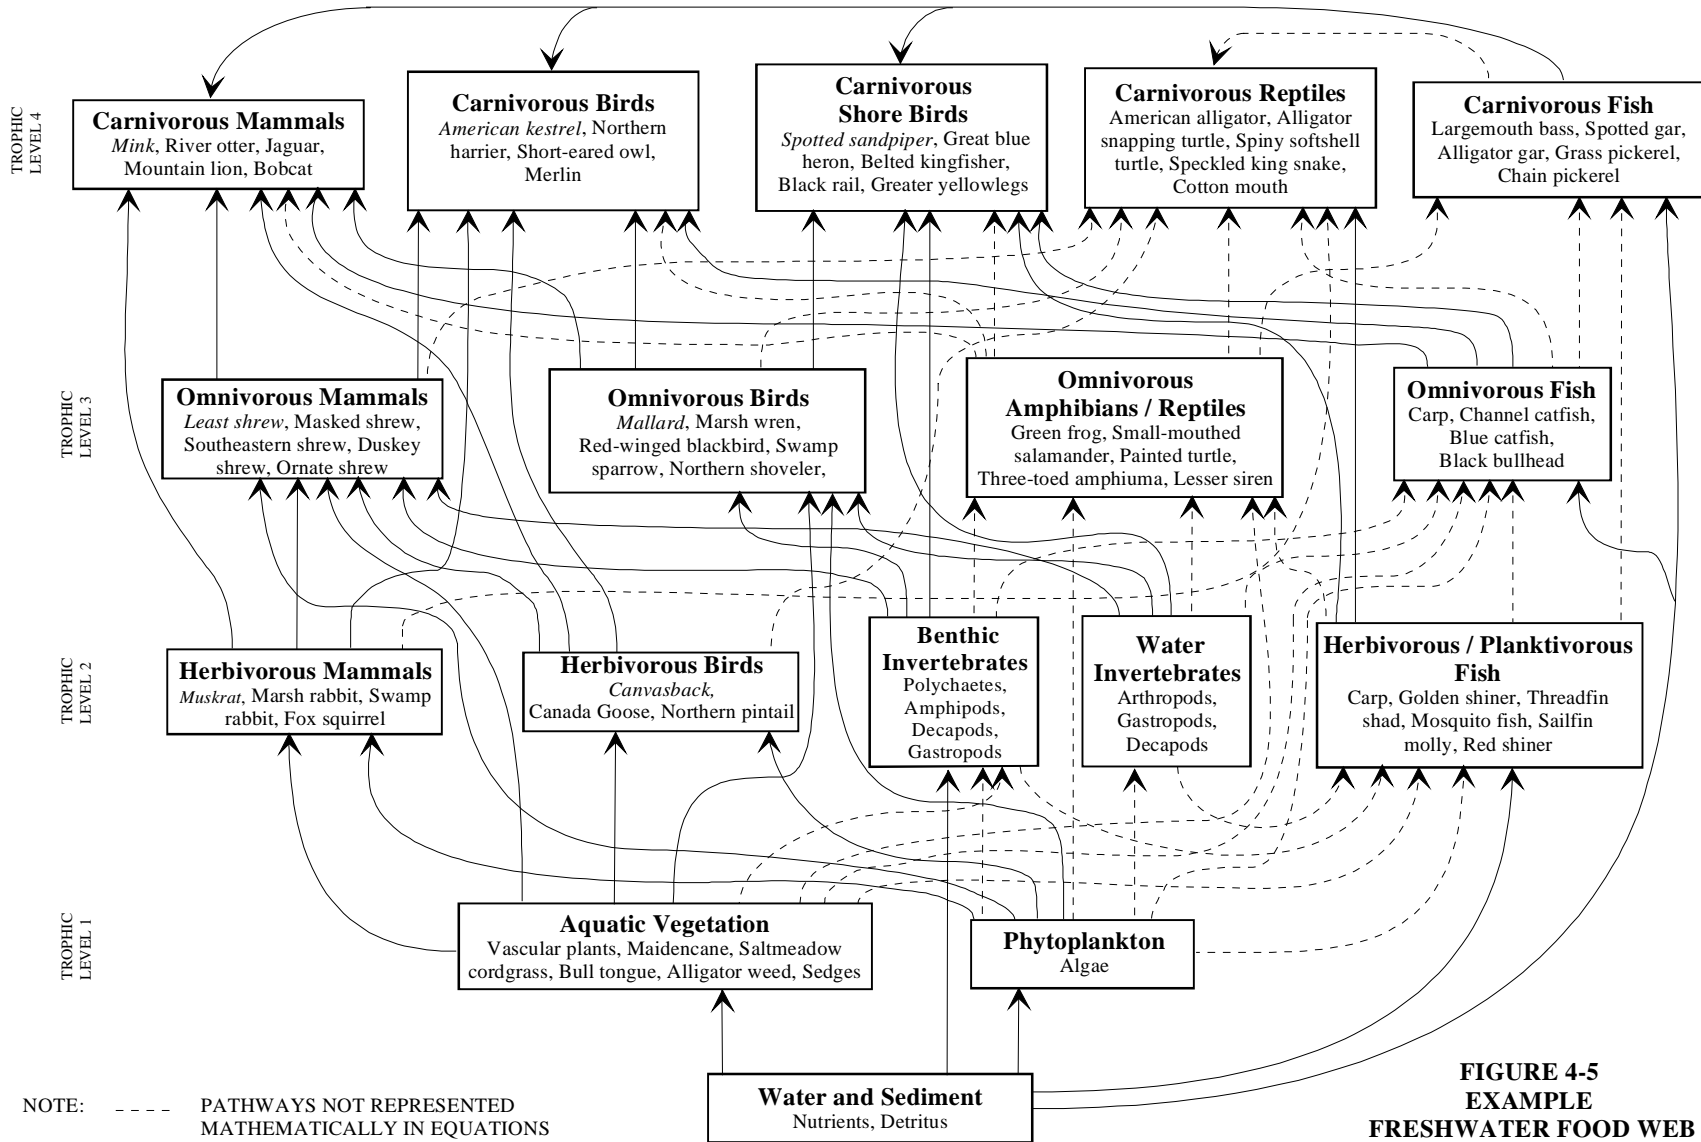 TROPHIC
LEVEL 4
Carnivorous Mammals
Mink, River otter, Jaguar,
Mountain lion, Bobcat
Carnivorous Birds
American kestrel, Northern
harrier, Short-eared owl,
Merlin
Carnivorous
Shore Birds
Spotted sandpiper, Great blue
heron, Belted kingfisher,
Black rail, Greater yellowlegs
Carnivorous Reptiles
American alligator, Alligator
snapping turtle, Spiny softshell
turtle, Speckled king snake,
Cotton mouth
Carnivorous Fish
Largemouth bass, Spotted gar,
Alligator gar, Grass pickerel,
Chain pickerel
TROPHIC
LEVEL 3
Omnivorous Mammals
Least shrew, Masked shrew,
Southeastern shrew, Duskey
shrew, Ornate shrew
Omnivorous Birds
Mallard, Marsh wren,
Red-winged blackbird, Swamp
sparrow, Northern shoveler,
Omnivorous
Amphibians / Reptiles
Green frog, Small-mouthed
salamander, Painted turtle,
Three-toed amphiuma, Lesser siren
Omnivorous Fish
Carp, Channel catfish,
Blue catfish,
Black bullhead
TROPHIC
LEVEL 2
Herbivorous Mammals
Muskrat, Marsh rabbit, Swamp
rabbit, Fox squirrel
Herbivorous Birds
Canvasback,
Canada Goose, Northern pintail
Benthic
Invertebrates
Polychaetes,
Amphipods,
Decapods,
Gastropods
Water
Invertebrates
Arthropods,
Gastropods,
Decapods
Herbivorous / Planktivorous
Fish
Carp, Golden shiner, Threadfin
shad, Mosquito fish, Sailfin
molly, Red shiner
TROPHIC
LEVEL 1
Aquatic Vegetation
Vascular plants, Maidencane, Saltmeadow
cordgrass, Bull tongue, Alligator weed, Sedges
Phytoplankton
Algae
Water and Sediment
Nutrients, Detritus
NOTE: ---- PATHWAYS NOT REPRESENTED
MATHEMATICALLY IN EQUATIONS
FIGURE 4-5
EXAMPLE
FRESHWATER FOOD WEB